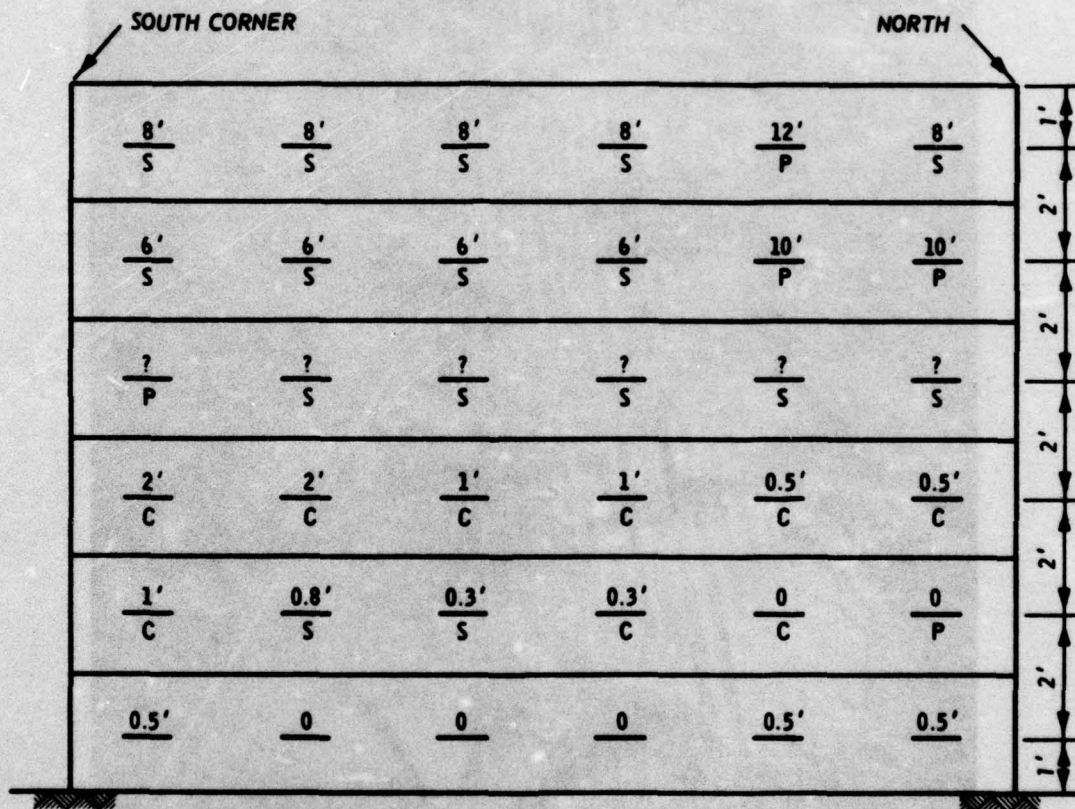 SOUTH CORNER NORTH
8' 8' 8' 8' 12' 8'
S S S S P S
6' 6' 6' 6' 10' 10'
S S S S P P
? ? ? ? ? ?
P S S S S S
2' 2' 1' 1' 0.5' 0.5'
C C C C C C
1' 0.8' 0.3' 0.3' 0 0
C S S C C P
0.5' 0 0 0 0.5' 0.5'
1'
2'
2'
2'
2'
2'
1'